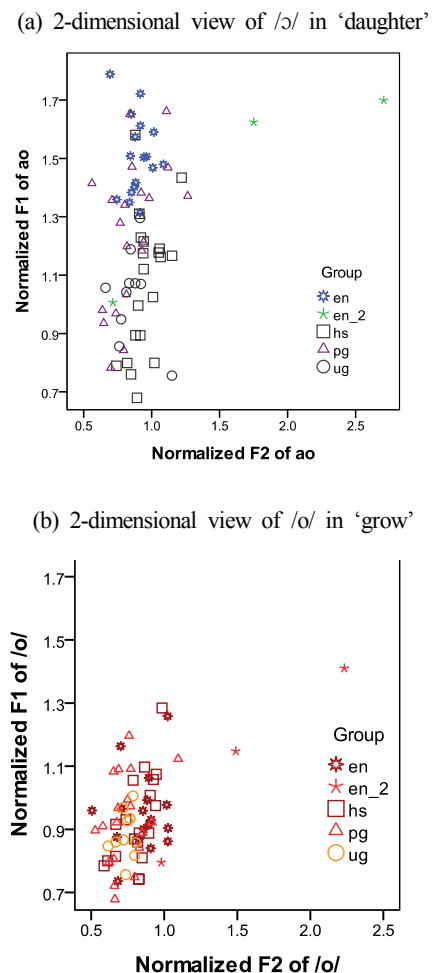 (a) 2-dimensional view of /ɔ/ in ‘daughter’
Normalized F1 of ao
1.7
1.5
1.3
1.1
0.9
0.7
Group
en
en_2
hs
pg
ug
0.5 1.0 1.5 2.0 2.5
Normalized F2 of ao
(b) 2-dimensional view of /o/ in ‘grow’
Normalized F1 of /o/
1.7
1.5
1.3
1.1
0.9
0.7
Group
en
en_2
hs
pg
ug
0.5 1.0 1.5 2.0 2.5
Normalized F2 of /o/